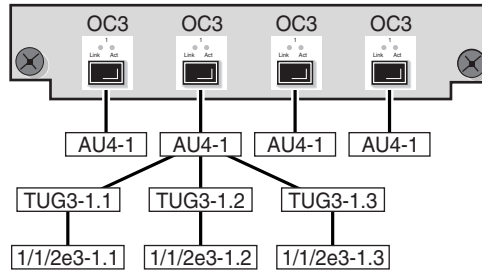 OC3 OC3 OC3 OC3
1 1 1 1
Link Act Link Act Link Act Link Act
AU4-1 AU4-1 AU4-1 AU4-1
TUG3-1.1 TUG3-1.2 TUG3-1.3
1/1/2e3-1.1 1/1/2e3-1.2 1/1/2e3-1.3